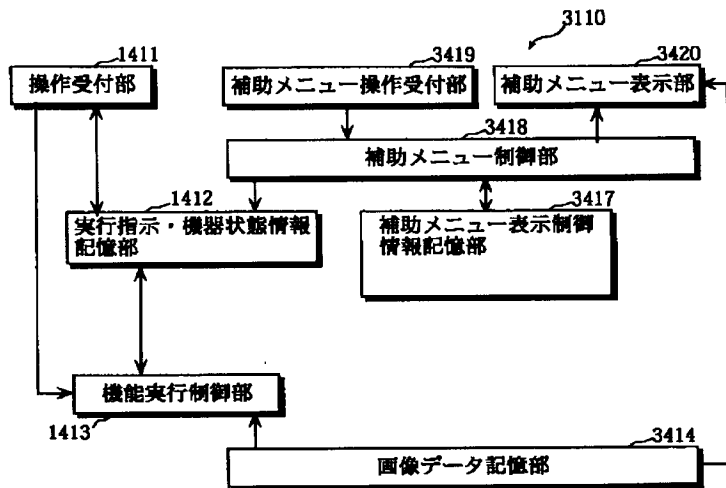 3110
1411
操作受付部
3419
補助メニュー操作受付部
3420
補助メニュー表示部
3418
補助メニュー制御部
1412
実行指示・機器状態情報
記憶部
3417
補助メニュー表示制御
情報記憶部
機能実行制御部
1413
3414
画像データ記憶部